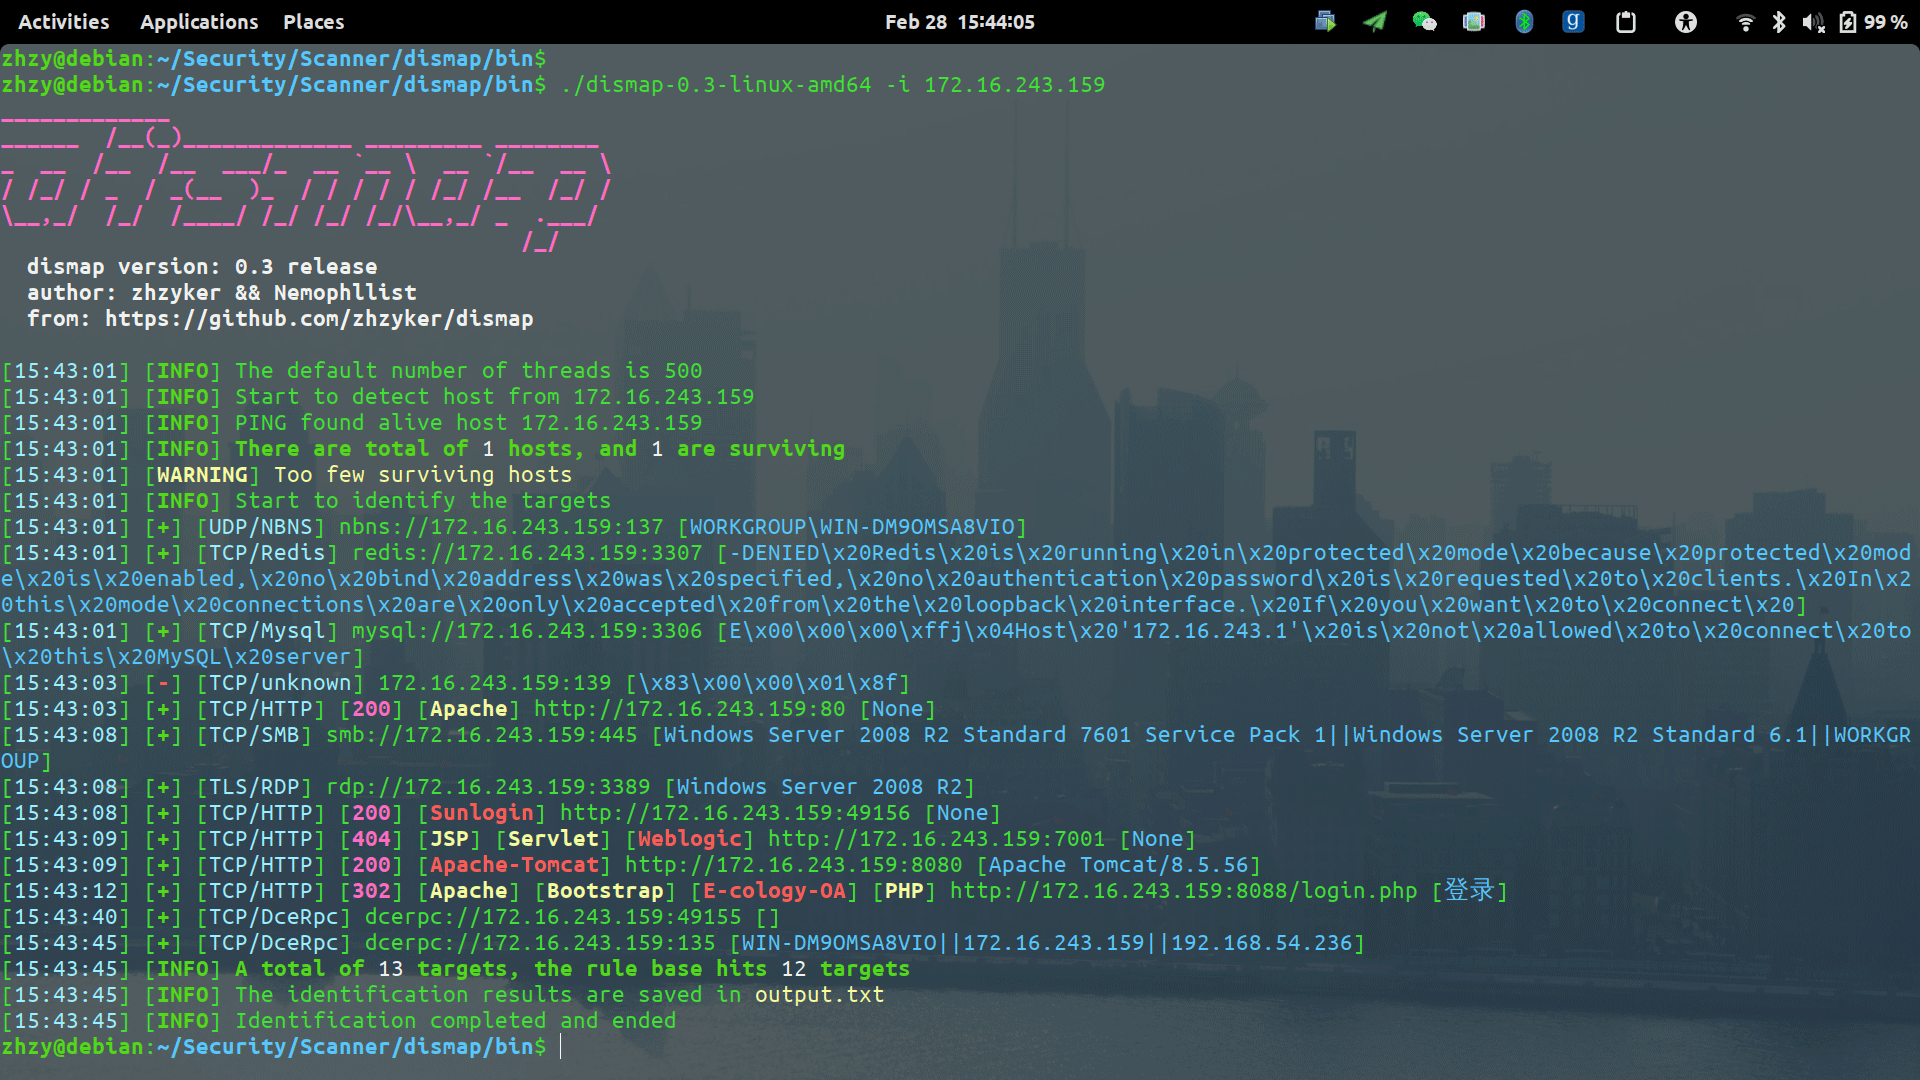 Activities Applications Places Feb 28 15:44:05 99 %
zhzy@debian:~/Security/Scanner/dismap/bin$
zhzy@debian:~/Security/Scanner/dismap/bin$ ./dismap-0.3-linux-amd64 -i 172.16.243.159
dismap
dismap version: 0.3 release
author: zhzyker && Nemophllist
from: https://github.com/zhzyker/dismap
[15:43:01] [INFO] The default number of threads is 500
[15:43:01] [INFO] Start to detect host from 172.16.243.159
[15:43:01] [INFO] PING found alive host 172.16.243.159
[15:43:01] [INFO] There are total of 1 hosts, and 1 are surviving
[15:43:01] [WARNING] Too few surviving hosts
[15:43:01] [INFO] Start to identify the targets
[15:43:01] [+] [UDP/NBNS] nbns://172.16.243.159:137 [WORKGROUP\WIN-DM9OMSA8VIO]
[15:43:01] [+] [TCP/Redis] redis://172.16.243.159:3307 [-DENIED\x20Redis\x20is\x20running\x20in\x20protected\x20mode\x20because\x20protected\x20mod
e\x20is\x20enabled,\x20no\x20bind\x20address\x20was\x20specified,\x20no\x20authentication\x20password\x20is\x20requested\x20to\x20clients.\x20In\x2
0this\x20mode\x20connections\x20are\x20only\x20accepted\x20from\x20the\x20loopback\x20interface.\x20If\x20you\x20want\x20to\x20connect\x20]
[15:43:01] [+] [TCP/Mysql] mysql://172.16.243.159:3306 [E\x00\x00\x00\xffj\x04Host\x20'172.16.243.1'\x20is\x20not\x20allowed\x20to\x20connect\x20to
\x20this\x20MySQL\x20server]
[15:43:03] [-] [TCP/unknown] 172.16.243.159:139 [\x83\x00\x00\x01\x8f]
[15:43:03] [+] [TCP/HTTP] [200] [Apache] http://172.16.243.159:80 [None]
[15:43:08] [+] [TCP/SMB] smb://172.16.243.159:445 [Windows Server 2008 R2 Standard 7601 Service Pack 1||Windows Server 2008 R2 Standard 6.1||WORKGR
OUP]
[15:43:08] [+] [TLS/RDP] rdp://172.16.243.159:3389 [Windows Server 2008 R2]
[15:43:08] [+] [TCP/HTTP] [200] [Sunlogin] http://172.16.243.159:49156 [None]
[15:43:09] [+] [TCP/HTTP] [404] [JSP] [Servlet] [Weblogic] http://172.16.243.159:7001 [None]
[15:43:09] [+] [TCP/HTTP] [200] [Apache-Tomcat] http://172.16.243.159:8080 [Apache Tomcat/8.5.56]
[15:43:12] [+] [TCP/HTTP] [302] [Apache] [Bootstrap] [E-cology-OA] [PHP] http://172.16.243.159:8088/login.php [登录]
[15:43:40] [+] [TCP/DceRpc] dcerpc://172.16.243.159:49155 []
[15:43:45] [+] [TCP/DceRpc] dcerpc://172.16.243.159:135 [WIN-DM9OMSA8VIO||172.16.243.159||192.168.54.236]
[15:43:45] [INFO] A total of 13 targets, the rule base hits 12 targets
[15:43:45] [INFO] The identification results are saved in output.txt
[15:43:45] [INFO] Identification completed and ended
zhzy@debian:~/Security/Scanner/dismap/bin$